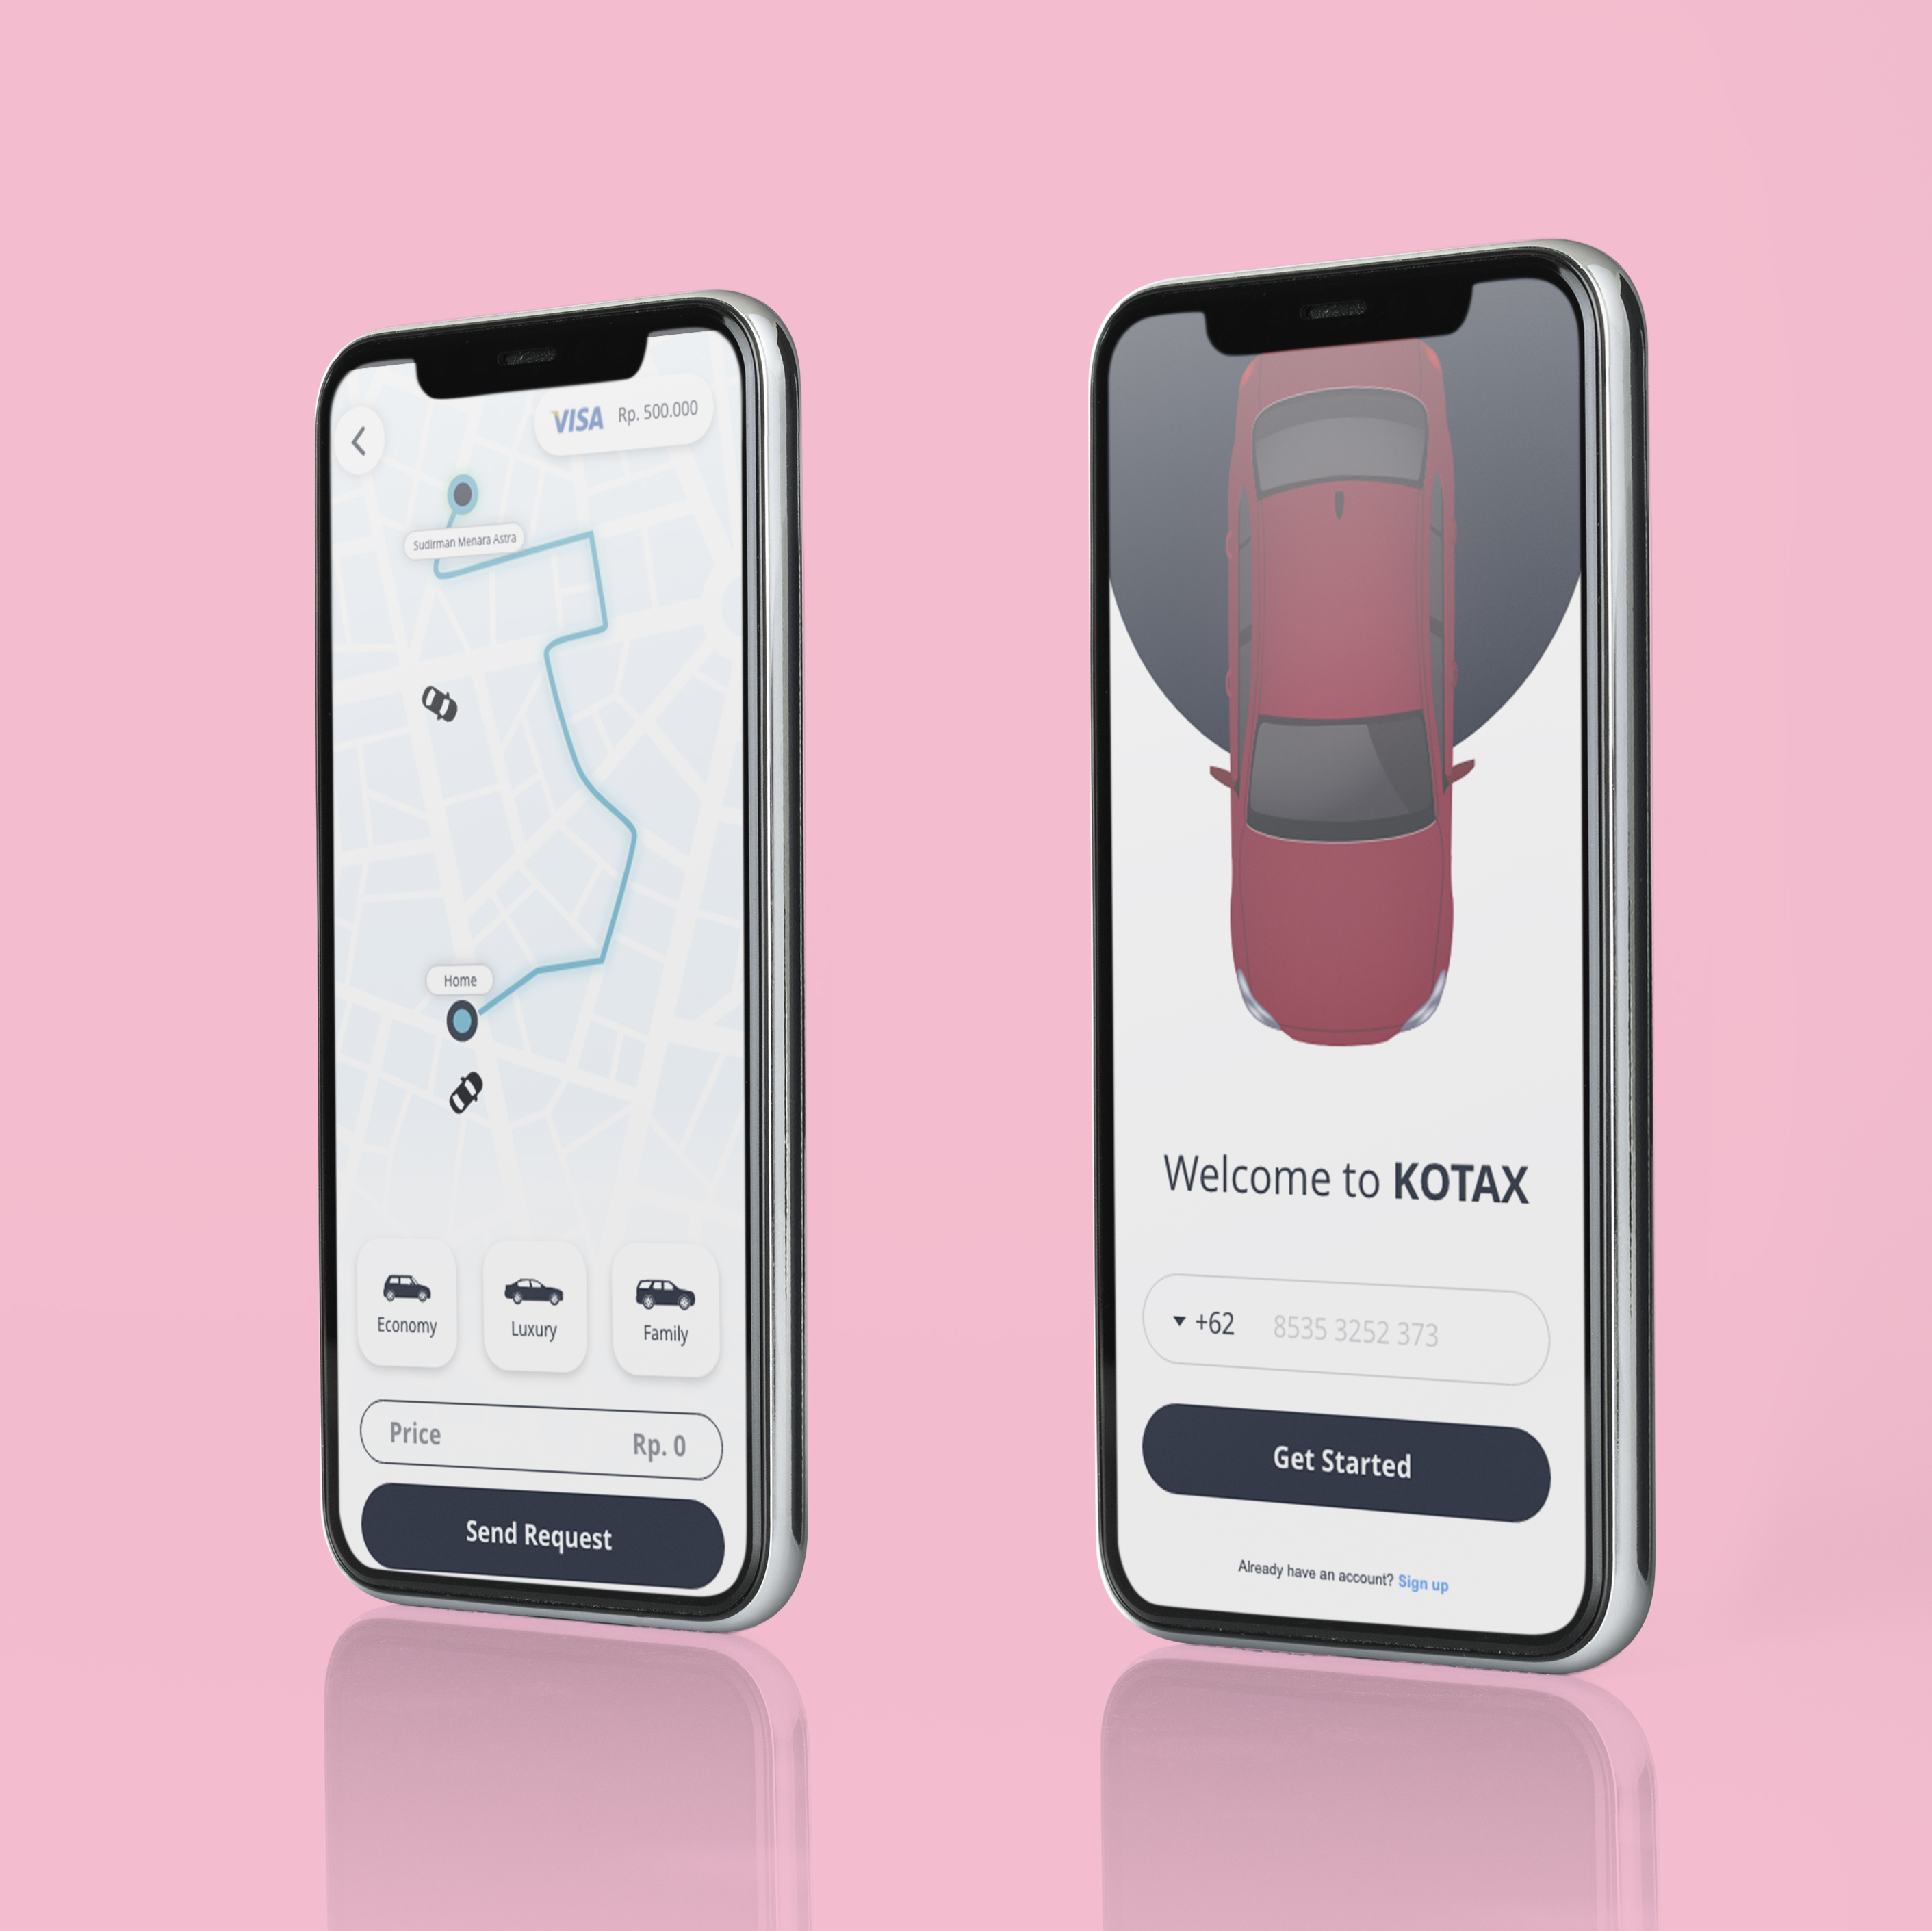 VISA Rp. 500.000
Sudirman Menara Astra
Home
Economy
Luxury
Family
Price Rp. 0
Send Request
Welcome to KOTAX
+62 8535 3252 373
Get Started
Already have an account? Sign up